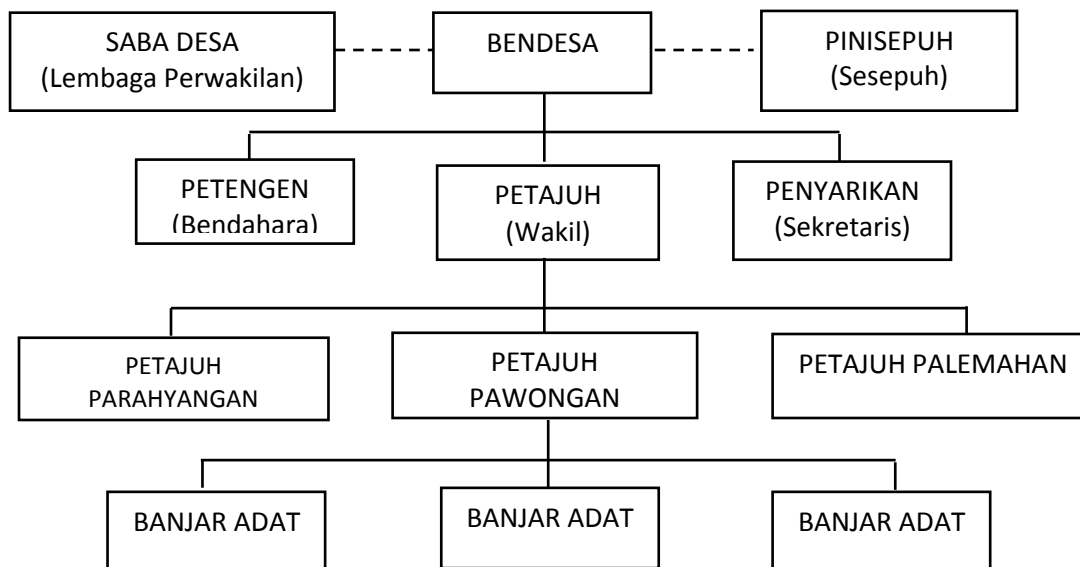 SABA DESA
(Lembaga Perwakilan)
BENDESA
PINISEPUH
(Sesepuh)
PETENGEN
(Bendahara)
PETAJUH
(Wakil)
PENYARIKAN
(Sekretaris)
PETAJUH
PARAHYANGAN
PETAJUH
PAWONGAN
PETAJUH PALEMAHAN
BANJAR ADAT
BANJAR ADAT
BANJAR ADAT